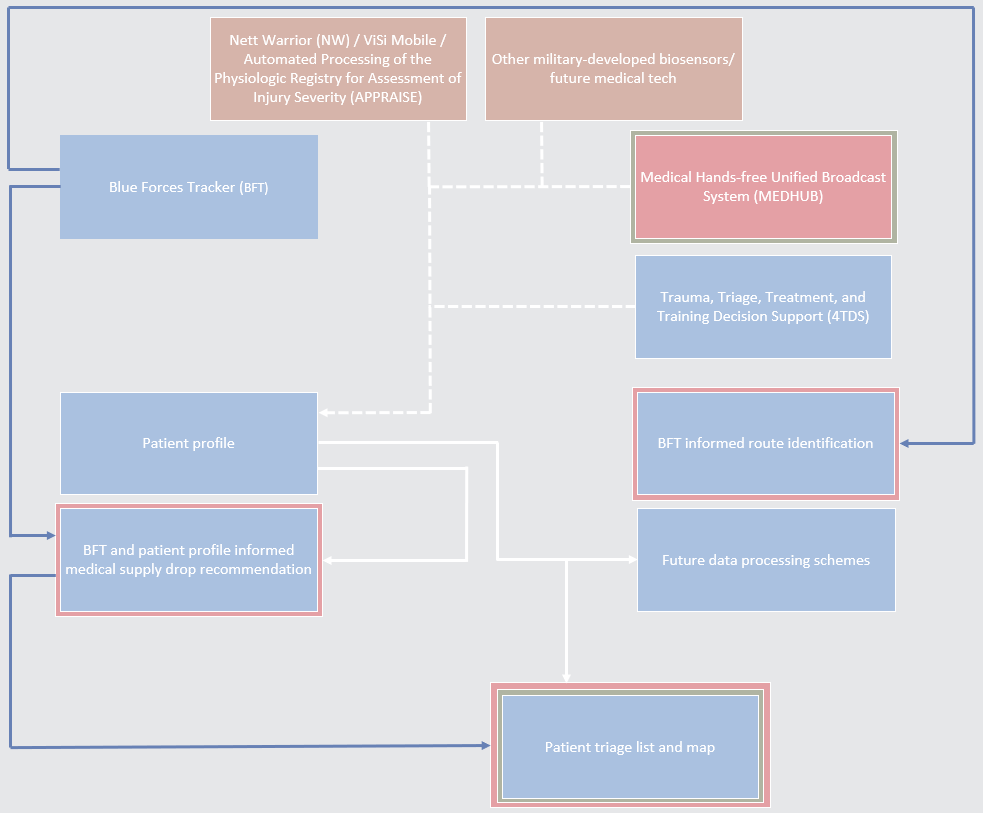 Nett Warrior (NW) / ViSi Mobile /
Automated Processing of the
Physiologic Registry for Assessment of
Injury Severity (APPRAISE)
Other military-developed biosensors/
future medical tech
Blue Forces Tracker (BFT)
Medical Hands-free Unified Broadcast
System (MEDHUB)
Trauma, Triage, Treatment, and
Training Decision Support (4TDS)
Patient profile
BFT informed route identification
BFT and patient profile informed
medical supply drop recommendation
Future data processing schemes
Patient triage list and map